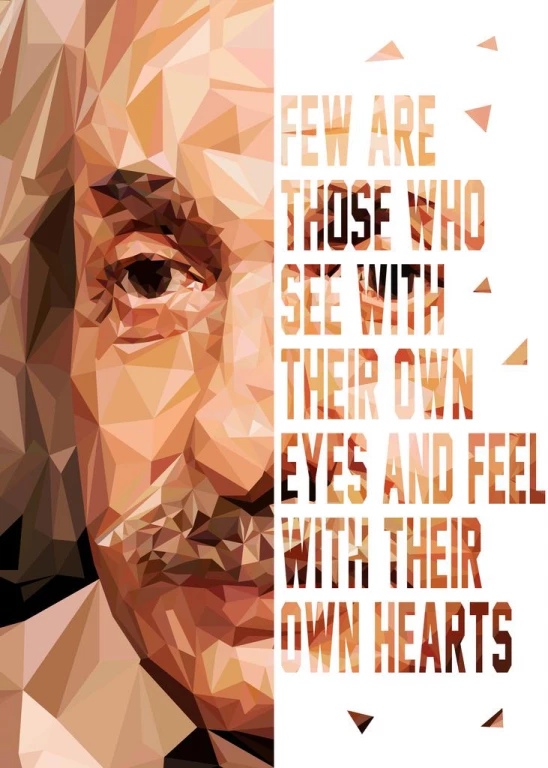 FEW ARE
THOSE WHO
SEE WITH
THEIR OWN
EYES AND FEEL
WITH THEIR
OWN HEARTS